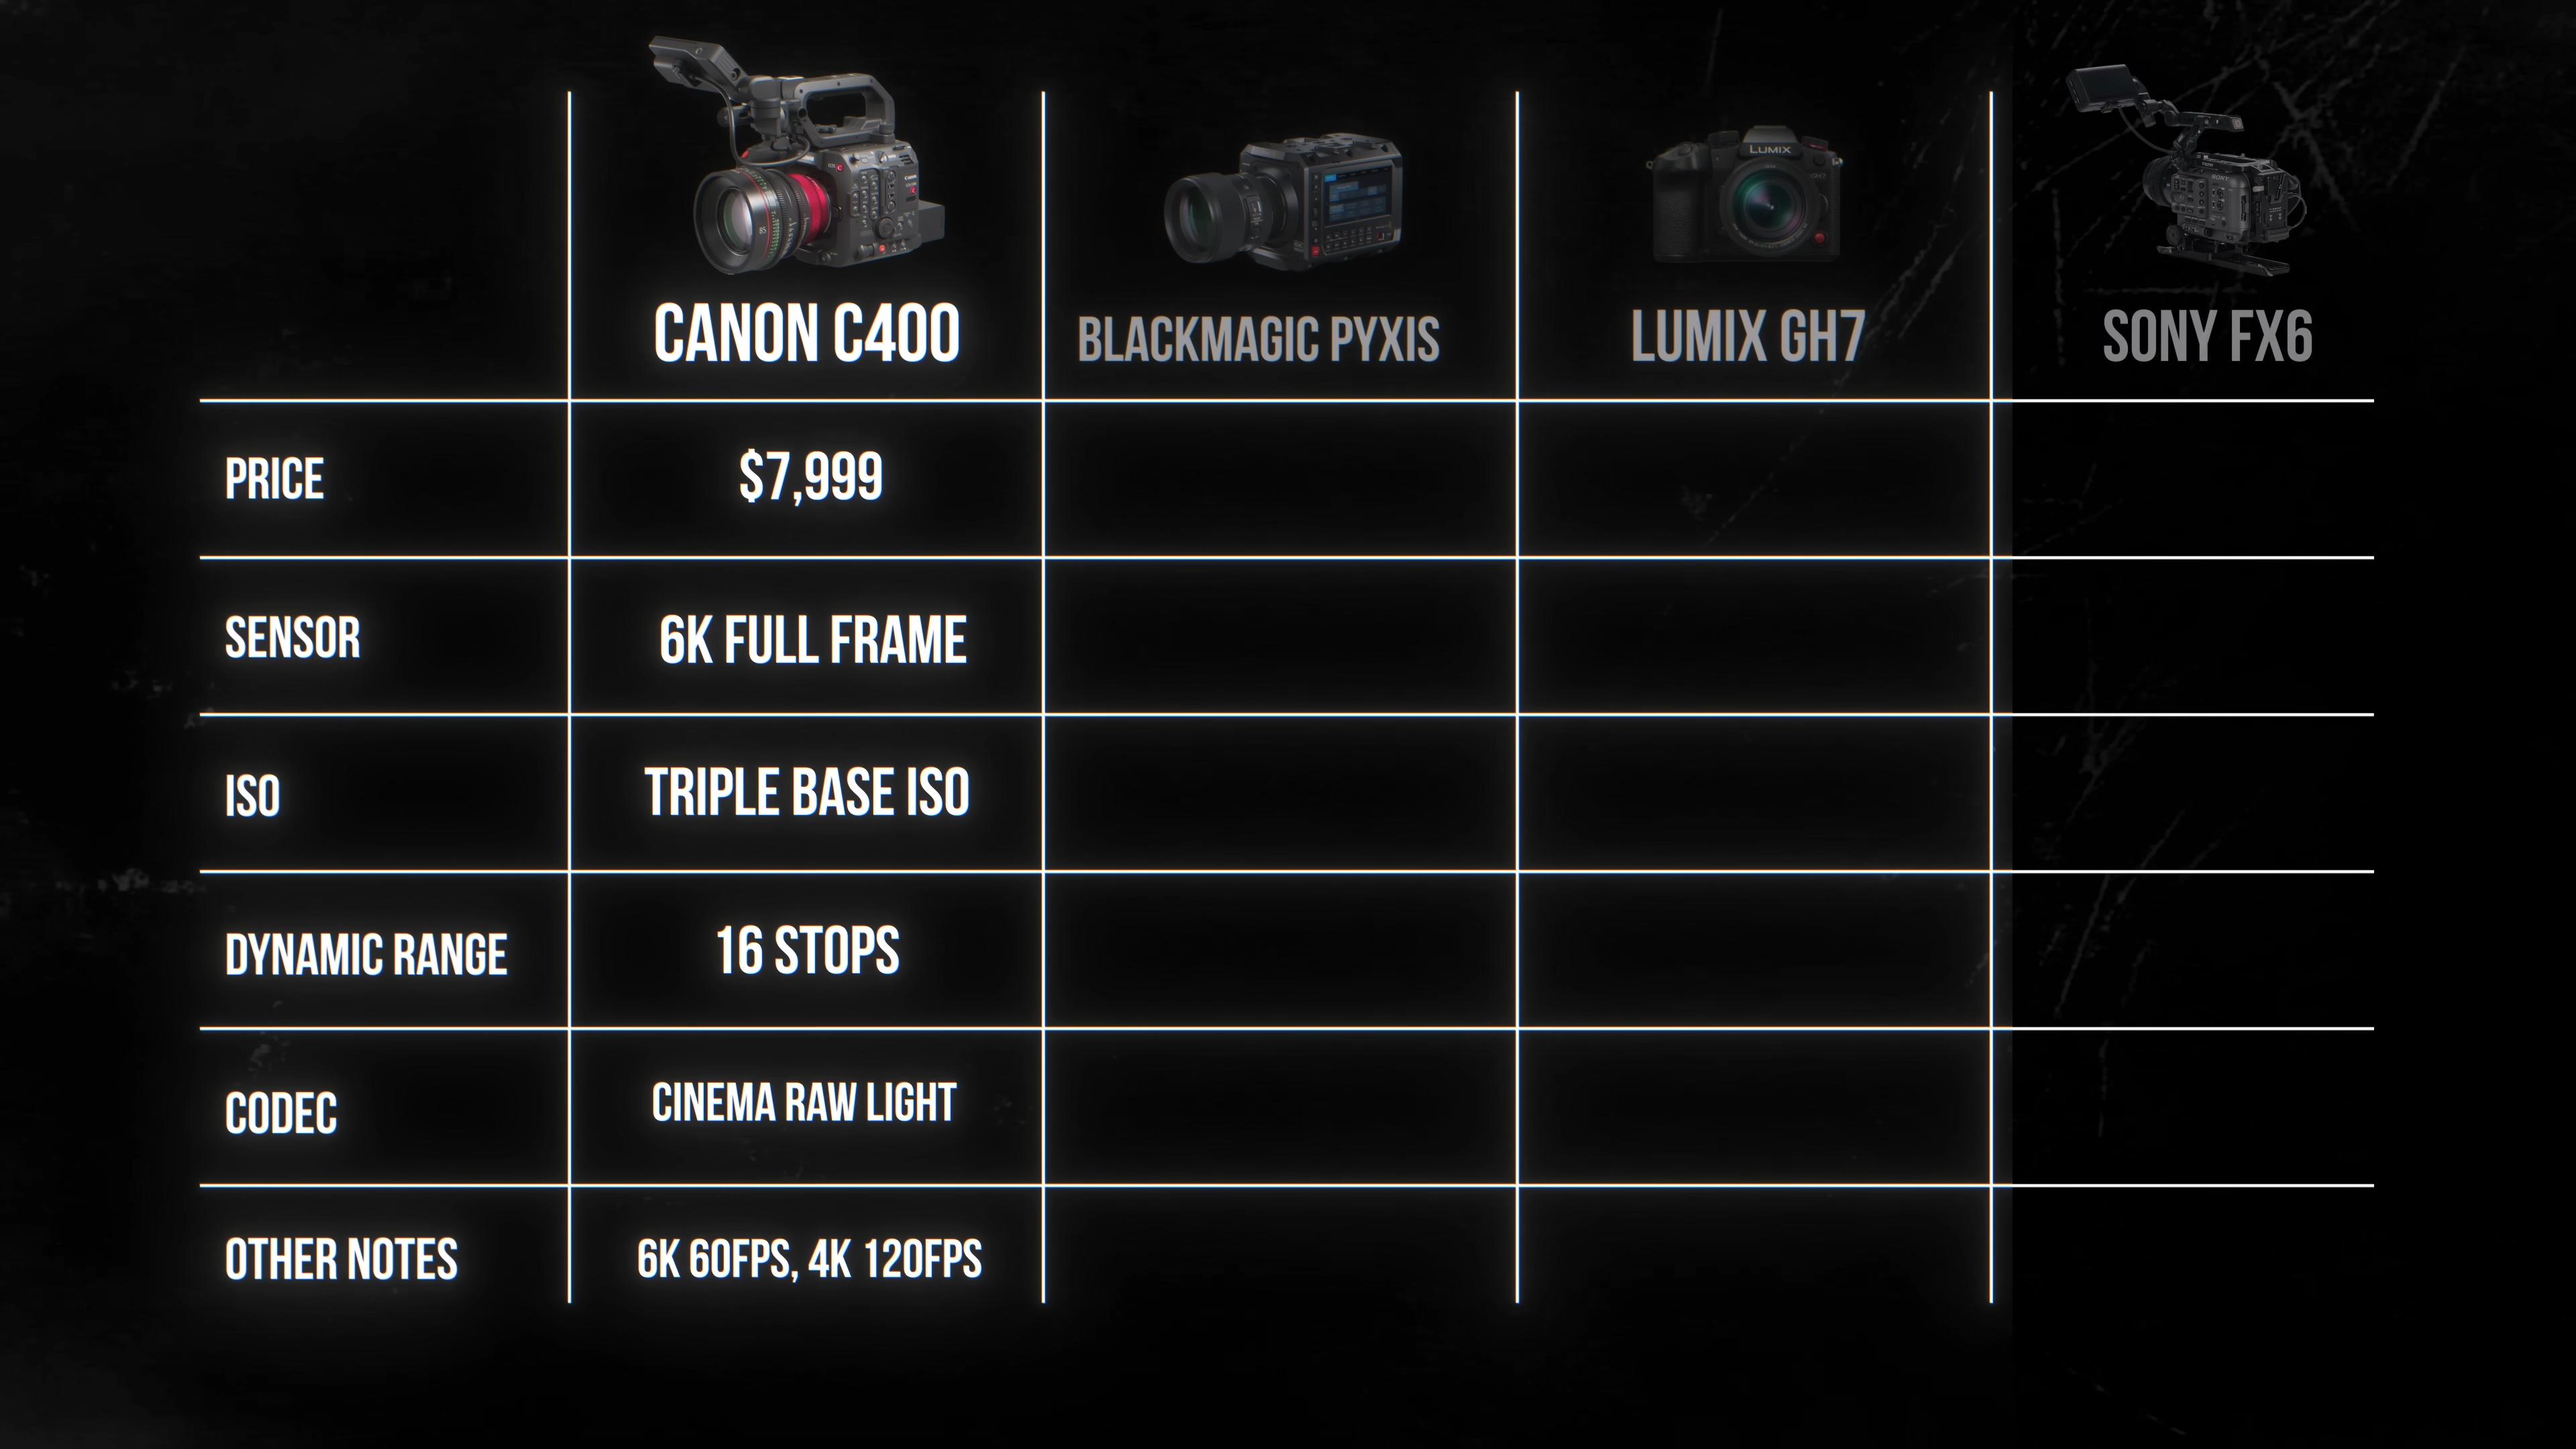 LUMIX
CANON C400
BLACKMAGIC PYXIS
LUMIX GH7
SONY FX6
PRICE
$7,999
SENSOR
6K FULL FRAME
ISO
TRIPLE BASE ISO
DYNAMIC RANGE
16 STOPS
CODEC
CINEMA RAW LIGHT
OTHER NOTES
6K 60FPS, 4K 120FPS